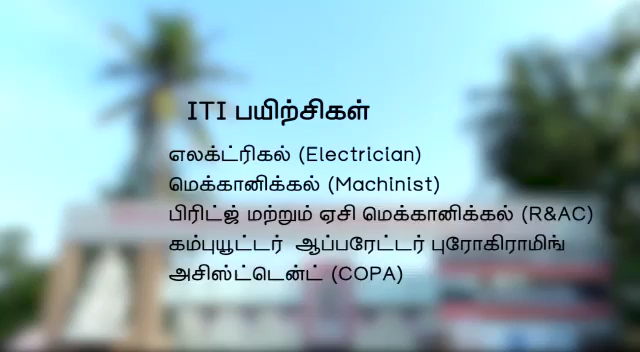 ITI பயிற்சிகள்
எலக்ட்ரிகல் (Electrician)
மெக்கானிக்கல் (Machinist)
பிரிட்ஜ் மற்றும் ஏசி மெக்கானிக்கல் (R&AC)
கம்புயூட்டர் ஆப்பரேட்டர் புரோகிராமிங்
அசிஸ்ட்டென்ட் (COPA)